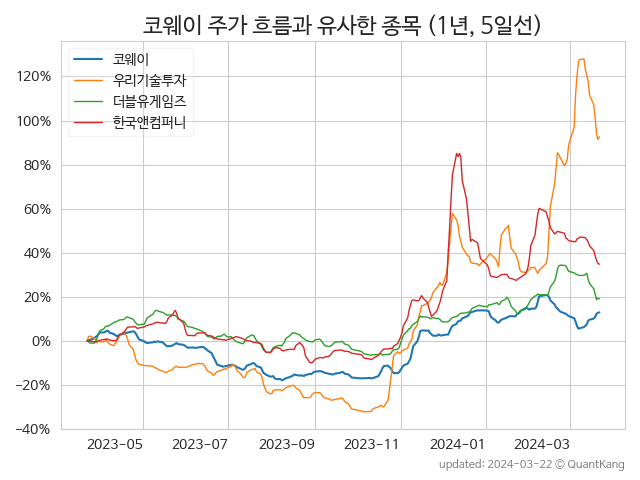 코웨이 주가 흐름과 유사한 종목 (1년, 5일선)
코웨이
우리기술투자
더블유게임즈
한국앤컴퍼니
120%
100%
80%
60%
40%
20%
0%
−20%
−40%
2023−05
2023−07
2023−09
2023−11
2024−01
2024−03
updated: 2024-03-22 ⓒ QuantKang